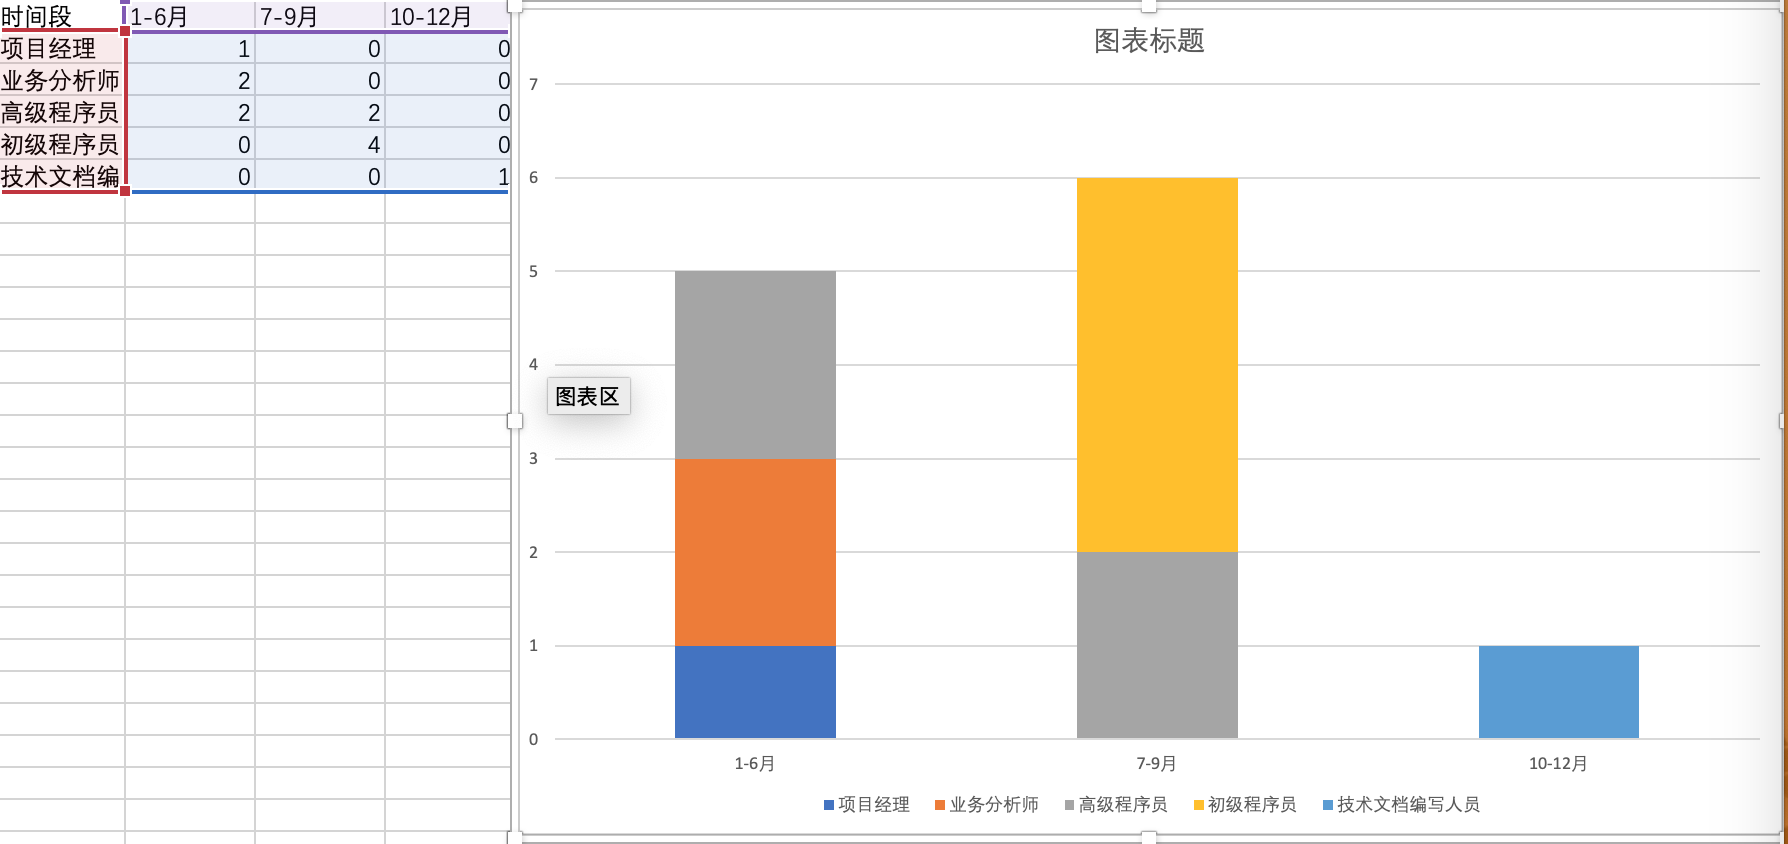 时间段 1-6月 7-9月 10-12月
项目经理 1 0 0
业务分析师 2 0 0
高级程序员 2 2 0
初级程序员 0 4 0
技术文档编 0 0 1
图表标题
7
6
5
4
图表区
3
2
1
0
1-6月 7-9月 10-12月
项目经理 业务分析师 高级程序员 初级程序员 技术文档编写人员